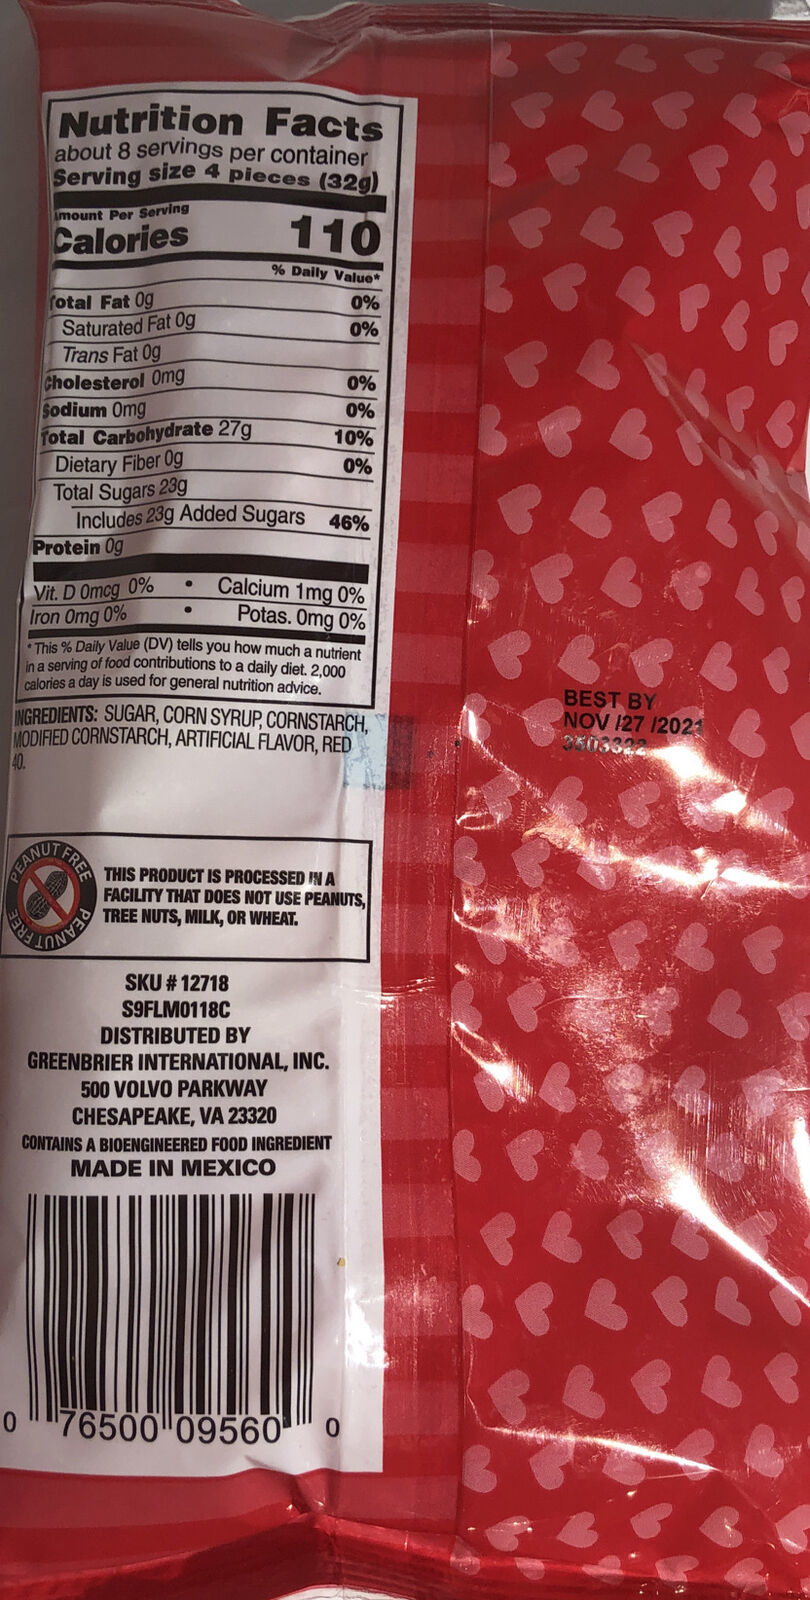 Nutrition Facts
about 8 servings per container
Serving size 4 pieces (32g)
Amount Per Serving
Calories 110
% Daily Value*
Total Fat 0g 0%
Saturated Fat 0g 0%
Trans Fat 0g
Cholesterol 0mg 0%
Sodium 0mg 0%
Total Carbohydrate 27g 10%
Dietary Fiber 0g 0%
Total Sugars 23g
Includes 23g Added Sugars 46%
Protein 0g
Vit. D 0mcg 0% • Calcium 1mg 0%
Iron 0mg 0% • Potas. 0mg 0%
* This % Daily Value (DV) tells you how much a nutrient
in a serving of food contributions to a daily diet. 2,000
calories a day is used for general nutrition advice.
INGREDIENTS: SUGAR, CORN SYRUP, CORNSTARCH,
MODIFIED CORNSTARCH, ARTIFICIAL FLAVOR, RED
40.
PEANUT FREE
PEANUT FREE
THIS PRODUCT IS PROCESSED IN A
FACILITY THAT DOES NOT USE PEANUTS,
TREE NUTS, MILK, OR WHEAT.
SKU # 12718
S9FLM0118C
DISTRIBUTED BY
GREENBRIER INTERNATIONAL, INC.
500 VOLVO PARKWAY
CHESAPEAKE, VA 23320
CONTAINS A BIOENGINEERED FOOD INGREDIENT
MADE IN MEXICO
0 76500 09560 0
BEST BY
NOV /27 /2021
3503322